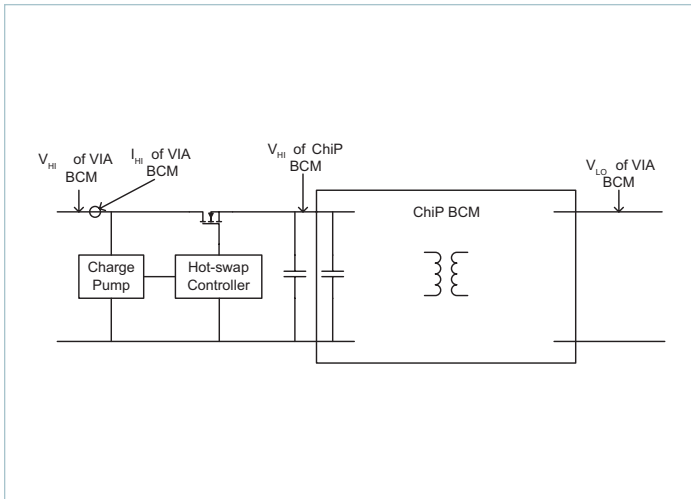 V_HI of VIA
BCM
I_HI of VIA
BCM
V_HI of ChiP
BCM
V_LO of VIA
BCM
ChiP BCM
Charge
Pump
Hot-swap
Controller